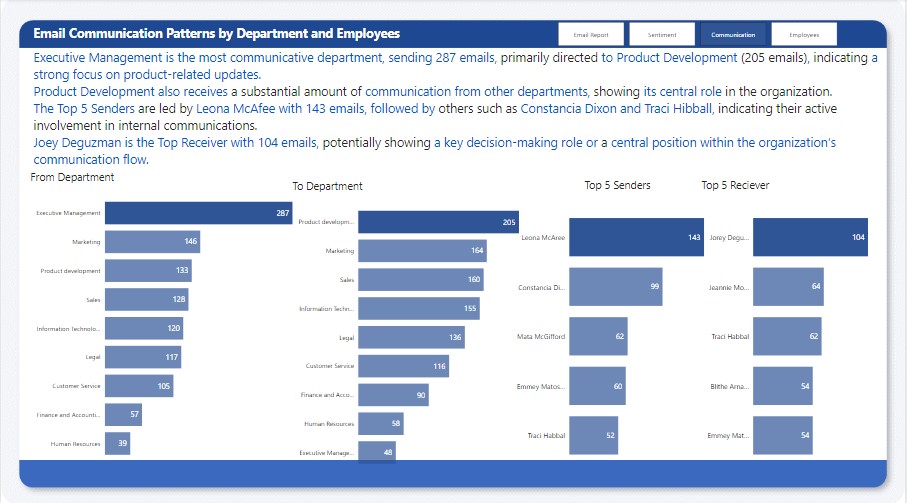 Email Communication Patterns by Department and Employees
Email Report
Sentiment
Communication
Employees
Executive Management is the most communicative department, sending 287 emails, primarily directed to Product Development (205 emails), indicating a
strong focus on product-related updates.
Product Development also receives a substantial amount of communication from other departments, showing its central role in the organization.
The Top 5 Senders are led by Leona McAfee with 143 emails, followed by others such as Constancia Dixon and Traci Hibball, indicating their active
involvement in internal communications.
Joey Deguzman is the Top Receiver with 104 emails, potentially showing a key decision-making role or a central position within the organization's
communication flow.
From Department
Executive Management 287
Marketing 146
Product development 133
Sales 128
Information Technolo... 120
Legal 117
Customer Service 105
Finance and Accounti... 57
Human Resources 39
To Department
Product developm... 205
Marketing 164
Sales 160
Information Techn... 155
Legal 136
Customer Service 116
Finance and Acco... 90
Human Resources 58
Executive Manage... 48
Top 5 Senders
Leona McAree 143
Constancia Di... 99
Mata McGifford 62
Emmey Matos... 60
Traci Habbal 52
Top 5 Reciever
Jorey Degu... 104
Jeannie Mo... 64
Traci Habbal 62
Blithe Arna... 54
Emmey Mat... 54